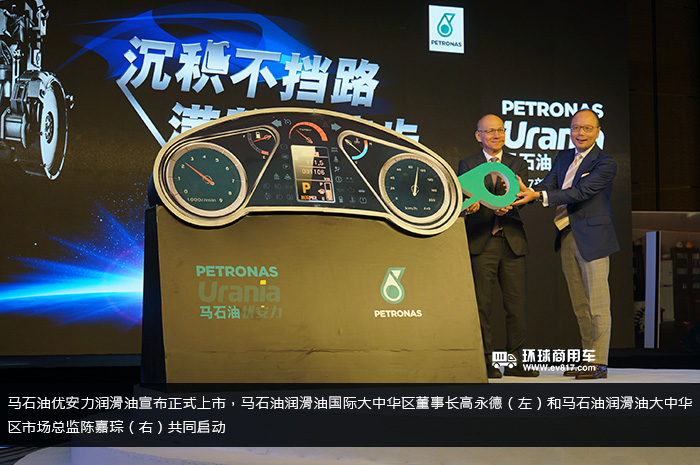 PETRONAS
沉积不挡路
PETRONAS
Urania
马石油
1000r/min
P
PETRONAS
Urania
马石油优安力
PETRONAS
环球商用车
www.ev817.com
马石油优安力润滑油宣布正式上市，马石油润滑油国际大中华区董事长高永德（左）和马石油润滑油大中华
区市场总监陈嘉琮（右）共同启动